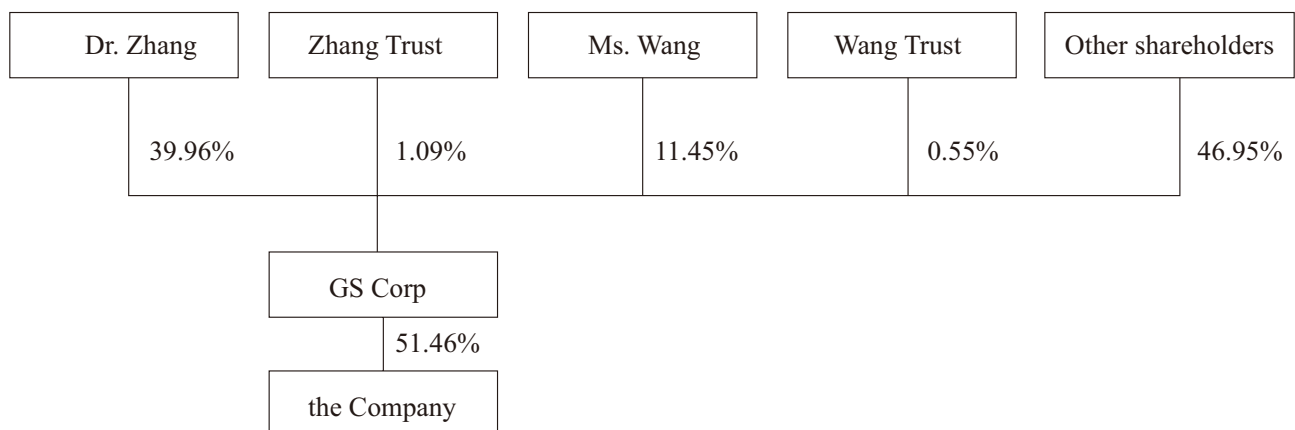 Dr. Zhang
Zhang Trust
Ms. Wang
Wang Trust
Other shareholders
39.96%
1.09%
11.45%
0.55%
46.95%
GS Corp
51.46%
the Company